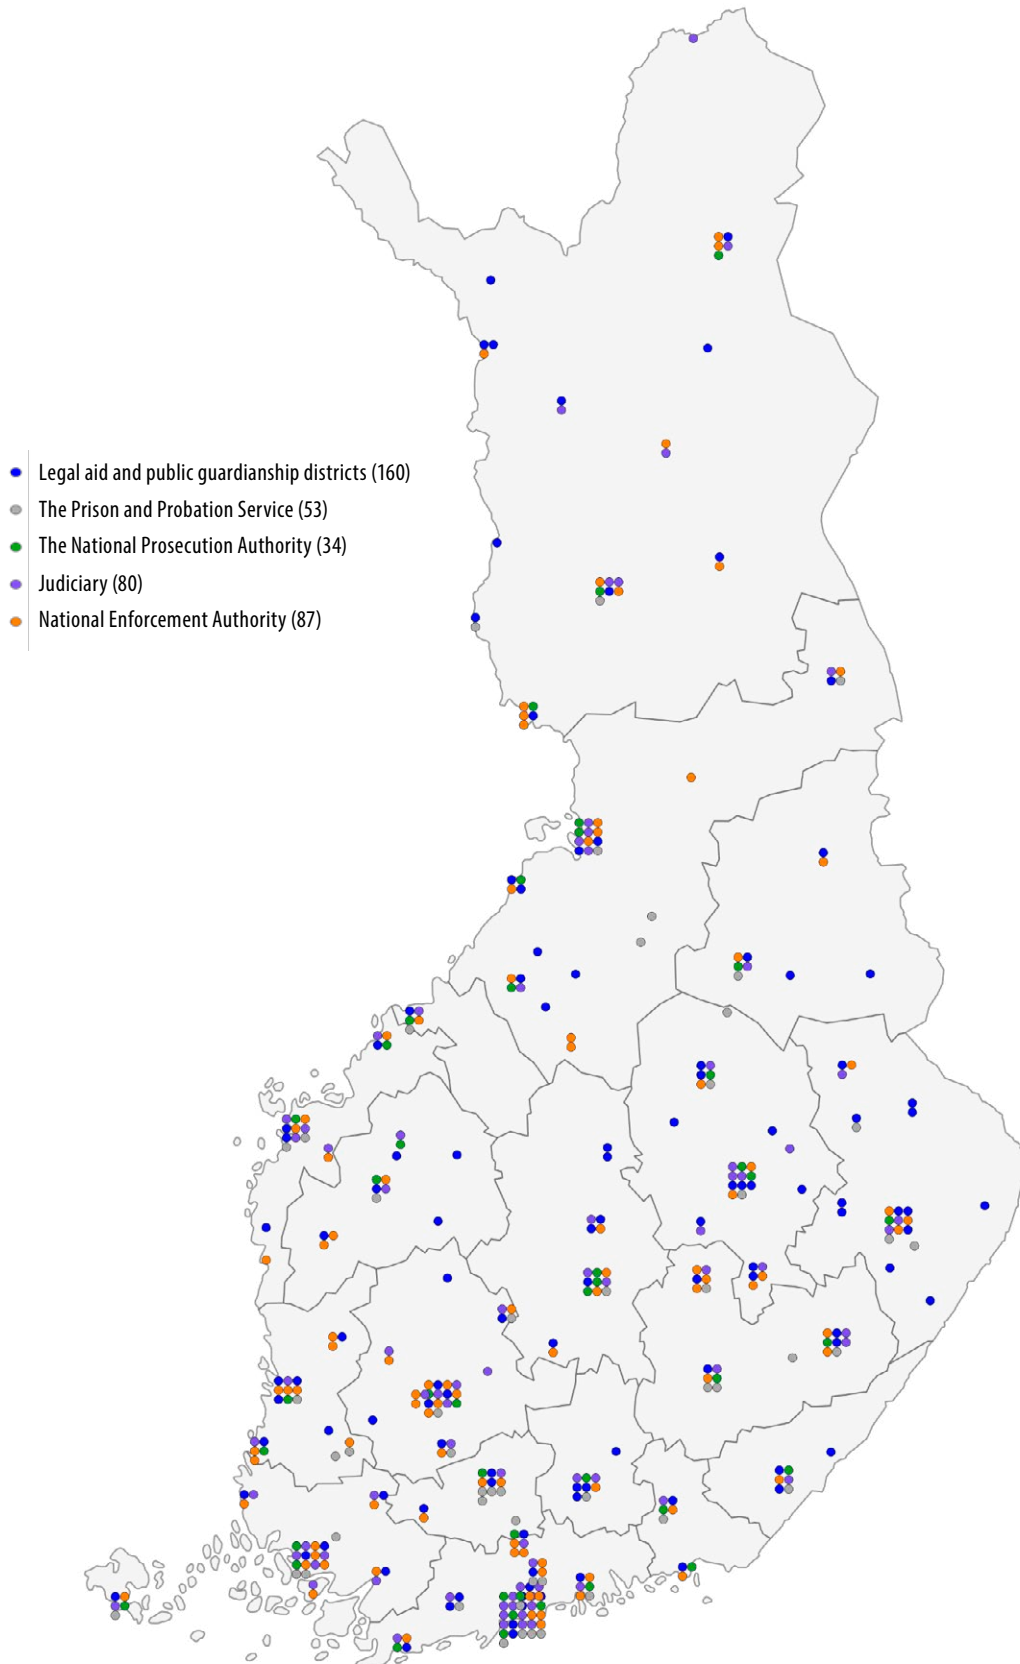 Legal aid and public guardianship districts (160)
The Prison and Probation Service (53)
The National Prosecution Authority (34)
Judiciary (80)
National Enforcement Authority (87)